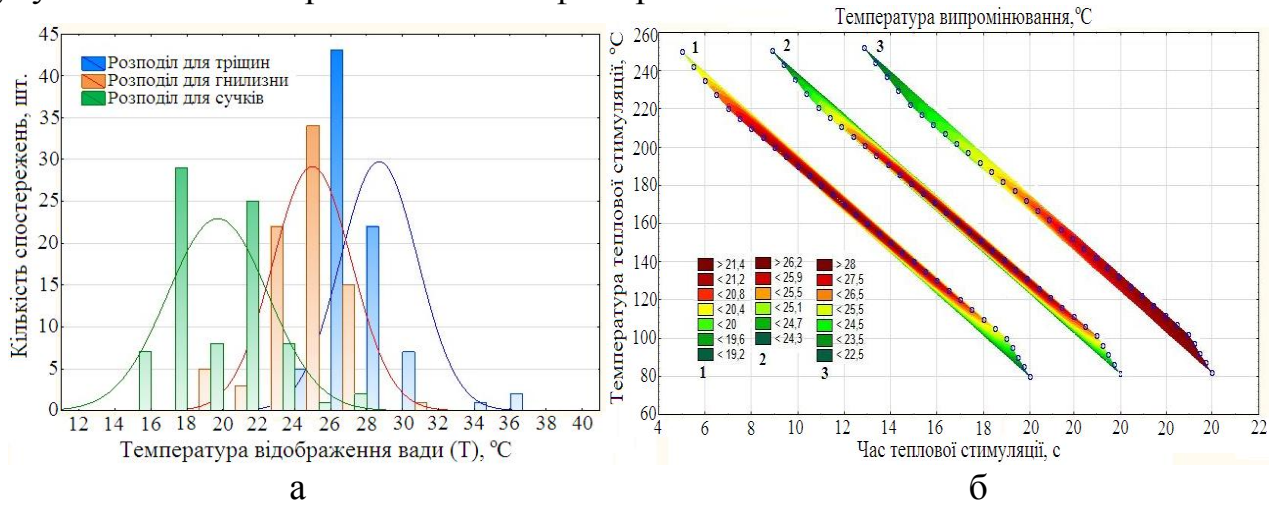 45
40
35
30
25
20
15
10
5
0
Кількість спостережень, шт.
Розподіл для тріщин
Розподіл для гнилизни
Розподіл для сучків
12 14 16 18 20 22 24 26 28 30 32 34 36 38 40
Температура відображення вади (Т), ºС
а
Температура випромінювання,ºС
260
240
220
200
180
160
140
120
100
80
60
Температура теплової стимуляції, °С
1 2 3
> 21,4 > 26,2 > 28
< 21,2 < 25,9 < 27,5
< 20,8 < 25,5 < 26,5
< 20,4 < 25,1 < 25,5
< 20 < 24,7 < 24,5
< 19,6 < 24,3 < 23,5
< 19,2 < 22,5
1 2 3
4 6 8 10 12 14 16 18 20 20 20 20 20 22
Час теплової стимуляції, с
б